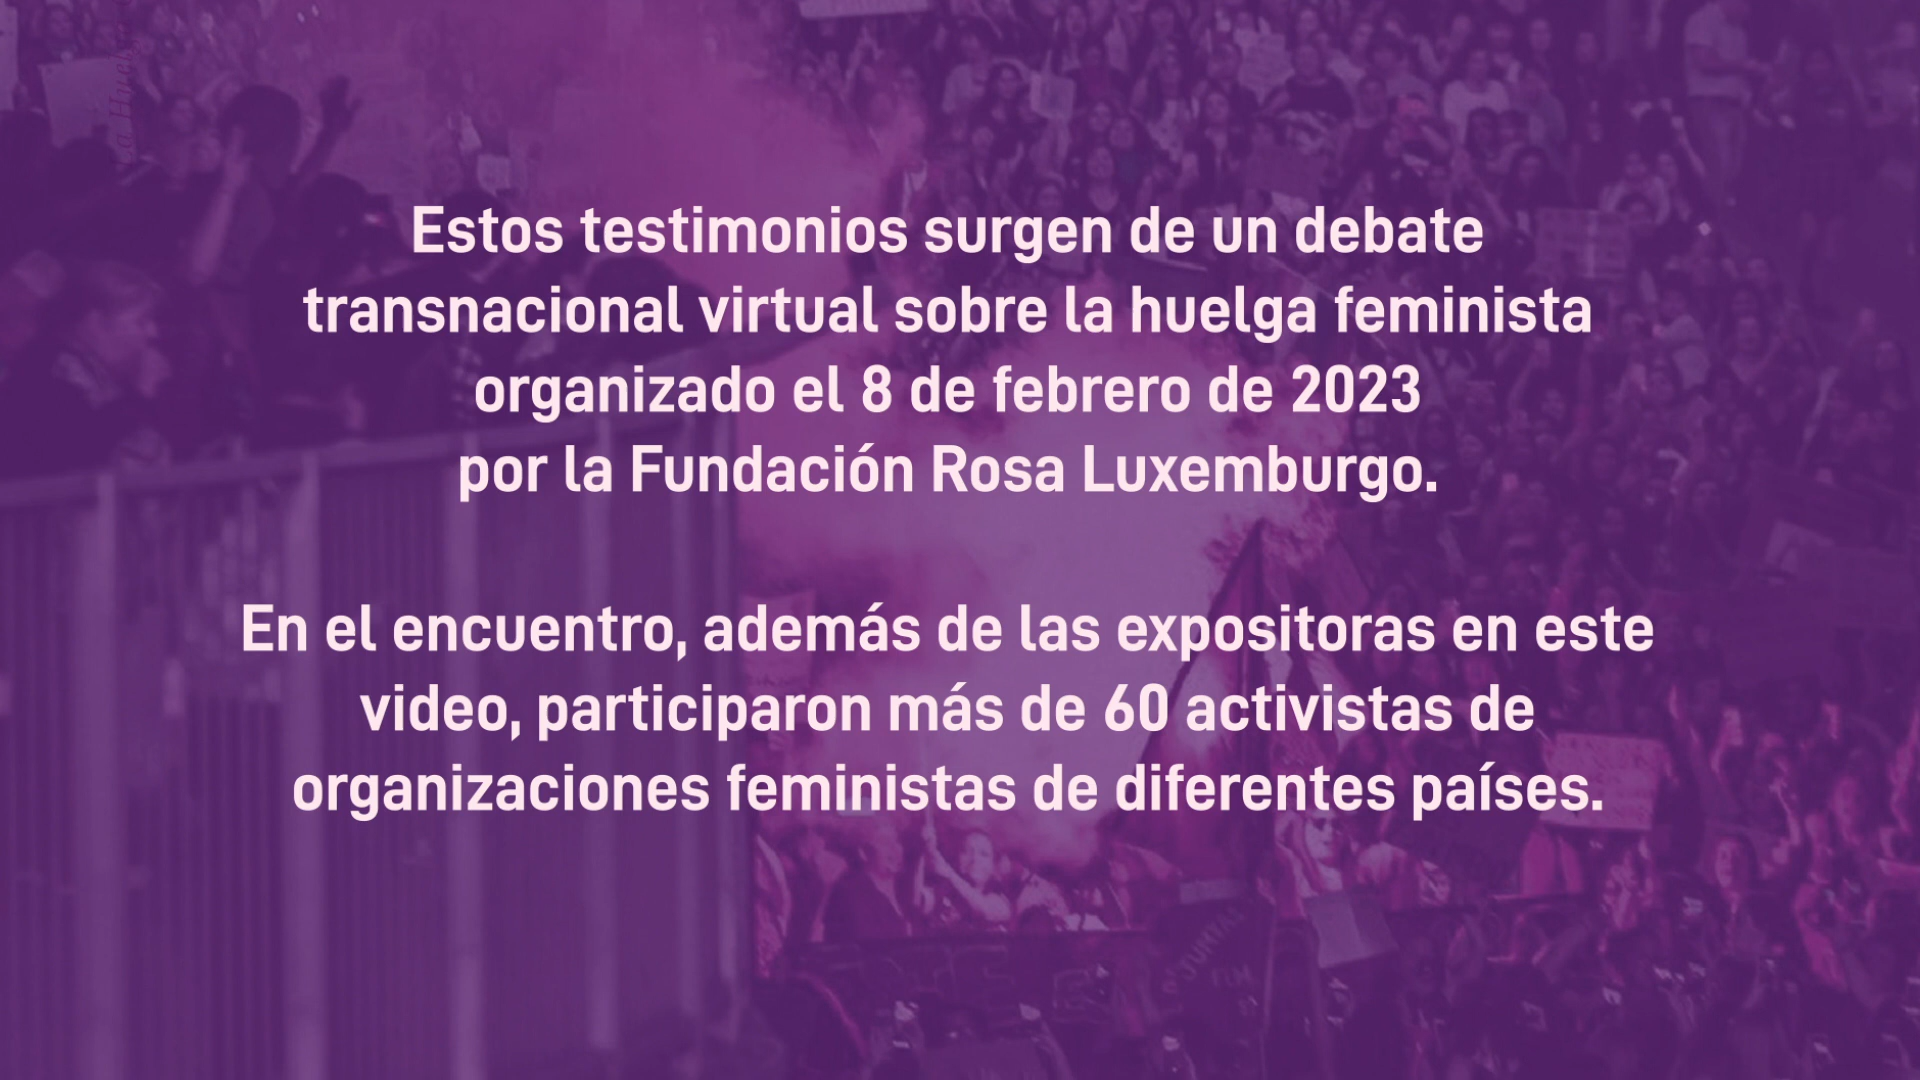 Estos testimonios surgen de un debate
transnacional virtual sobre la huelga feminista
organizado el 8 de febrero de 2023
por la Fundación Rosa Luxemburgo.
En el encuentro, además de las expositoras en este
video, participaron más de 60 activistas de
organizaciones feministas de diferentes países.
La Huelga